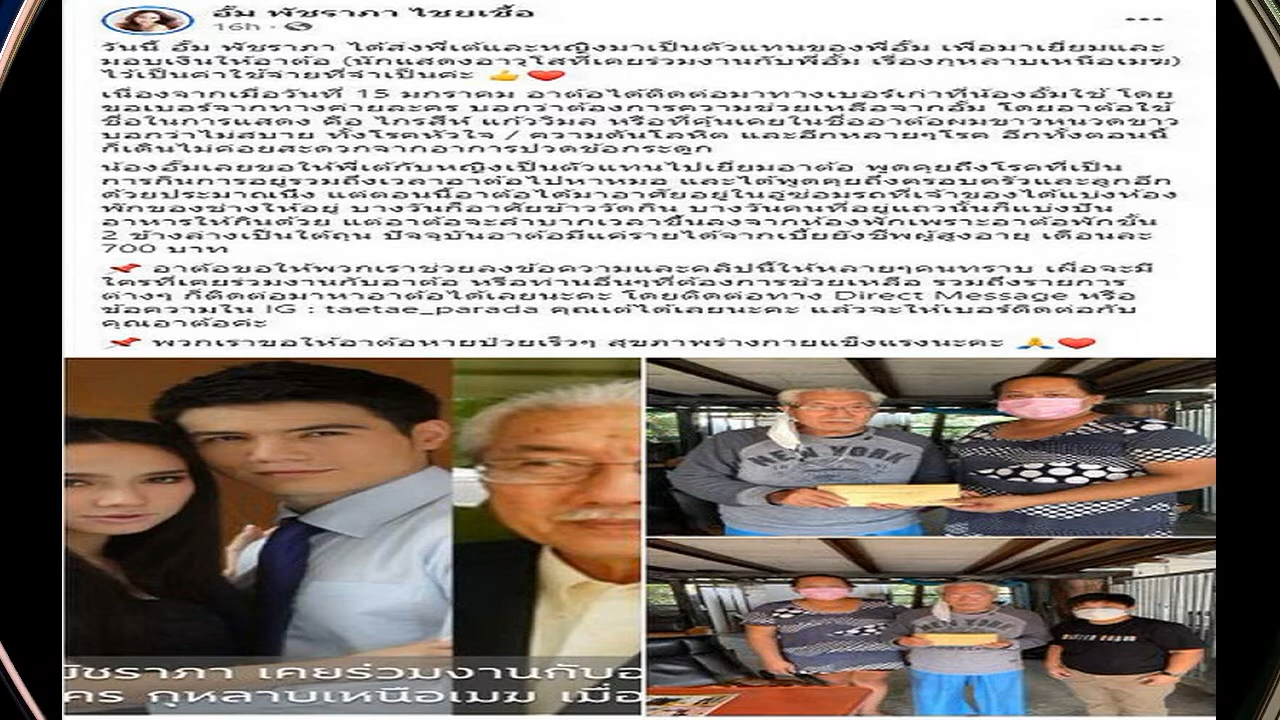 อั้ม พัชราภา ไชยเชื้อ
16h ·
วันนี้ อั้ม พัชราภา ได้ส่งพี่เต้และหญิงมาเป็นตัวแทนของพี่อั้ม เพื่อมาเยี่ยมและ
มอบเงินให้อาต้อ (นักแสดงอาวุโสที่เคยร่วมงานกับพี่อั้ม เรื่องกุหลาบเหนือเมฆ)
ไว้เป็นค่าใช้จ่ายที่จำเป็นค่ะ 👍❤️
เนื่องจากเมื่อวันที่ 15 มกราคม อาต้อได้ติดต่อมาทางเบอร์เก่าที่น้องอั้มใช้ โดย
ขอเบอร์จากทางค่ายละคร บอกว่าต้องการความช่วยเหลือจากอั้ม โดยอาต้อใช้
ชื่อในการแสดง คือ ไกรสีห์ แก้ววิมล หรือที่คุ้นเคยในชื่ออาต้อผมขาวหนวดขาว
บอกว่าไม่สบาย ทั้งโรคหัวใจ / ความดันโลหิต และอีกหลายๆโรค อีกทั้งตอนนี้
ก็เดินไม่ค่อยสะดวกจากอาการปวดข้อกระดูก
น้องอั้มเลยขอให้พี่เต้กับหญิงเป็นตัวแทนไปเยี่ยมอาต้อ พูดคุยถึงโรคที่เป็น
การกินการอยู่รวมถึงเวลาอาต้อไปหาหมอ และได้พูดคุยถึงครอบครัวและลูกอีก
ด้วยประมาณนึง แต่ตอนนี้อาต้อได้มาอาศัยอยู่ในอู่ซ่อมรถที่เจ้าของได้แบ่งห้อง
พักของช่างให้อยู่ บางวันก็อาศัยข้าววัดกิน บางวันคนที่อยู่แถวนั้นก็แบ่งปัน
อาหารให้กินด้วย แต่อาต้อจะลำบากเวลาขึ้นลงจากห้องพักเพราะอาต้อพักชั้น
2 ข้างล่างเป็นใต้ถุน ปัจจุบันอาต้อมีแค่รายได้จากเบี้ยยังชีพผู้สูงอายุ เดือนละ
700 บาท
📌 อาต้อขอให้พวกเราช่วยลงข้อความและคลิปนี้ให้หลายๆคนทราบ เผื่อจะมี
ใครที่เคยร่วมงานกับอาต้อ หรือท่านอื่นๆที่ต้องการช่วยเหลือ รวมถึงรายการ
ต่างๆ ก็ติดต่อมาหาอาต้อได้เลยนะคะ โดยติดต่อทาง Direct Message หรือ
ข้อความใน IG : taetae_parada คุณเต้ได้เลยนะคะ แล้วจะให้เบอร์ติดต่อกับ
คุณอาต้อค่ะ
📌 พวกเราขอให้อาต้อหายป่วยเร็วๆ สุขภาพร่างกายแข็งแรงนะคะ 🙏❤️
พัชราภา เคยร่วมงานกับอ
คร กุหลาบเหนือเมฆ เมื่อ
NEW YORK
NEW YORK